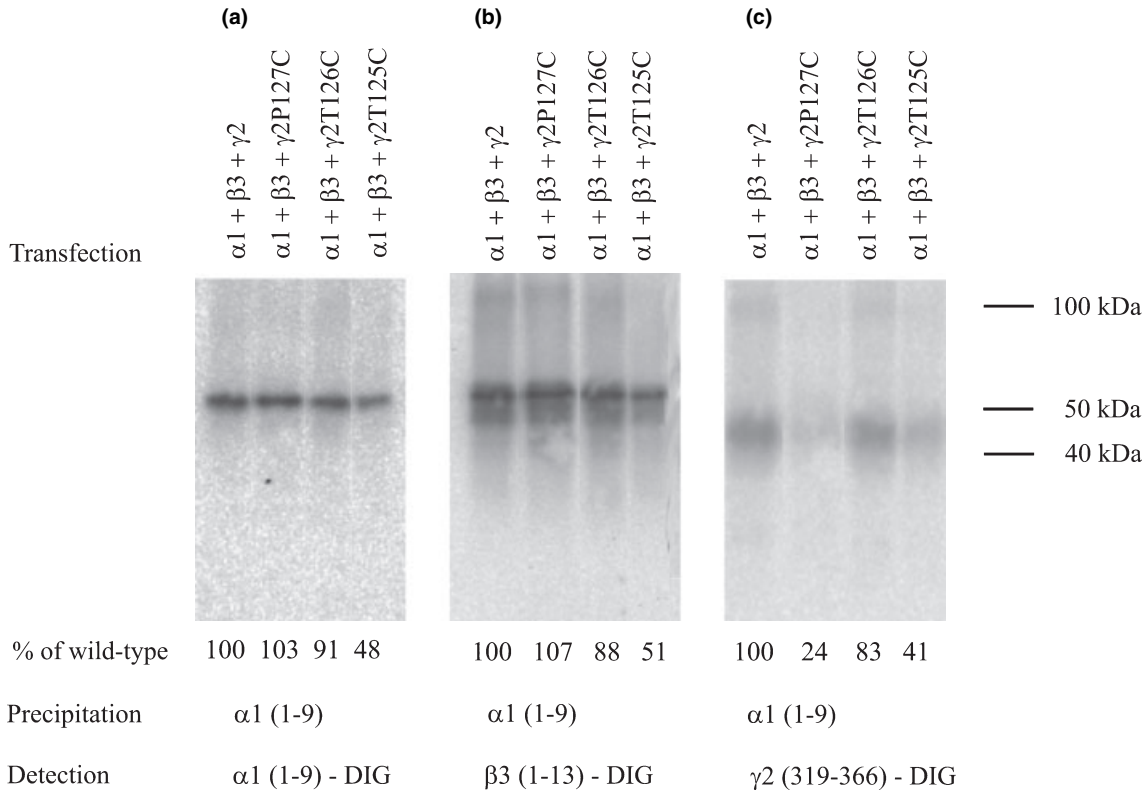 (a) (b) (c)
α1 + β3 + γ2
α1 + β3 + γ2P127C
α1 + β3 + γ2T126C
α1 + β3 + γ2T125C
α1 + β3 + γ2
α1 + β3 + γ2P127C
α1 + β3 + γ2T126C
α1 + β3 + γ2T125C
α1 + β3 + γ2
α1 + β3 + γ2P127C
α1 + β3 + γ2T126C
α1 + β3 + γ2T125C
Transfection
100 kDa
50 kDa
40 kDa
% of wild-type 100 103 91 48 100 107 88 51 100 24 83 41
Precipitation α1 (1-9) α1 (1-9) α1 (1-9)
Detection α1 (1-9) - DIG β3 (1-13) - DIG γ2 (319-366) - DIG